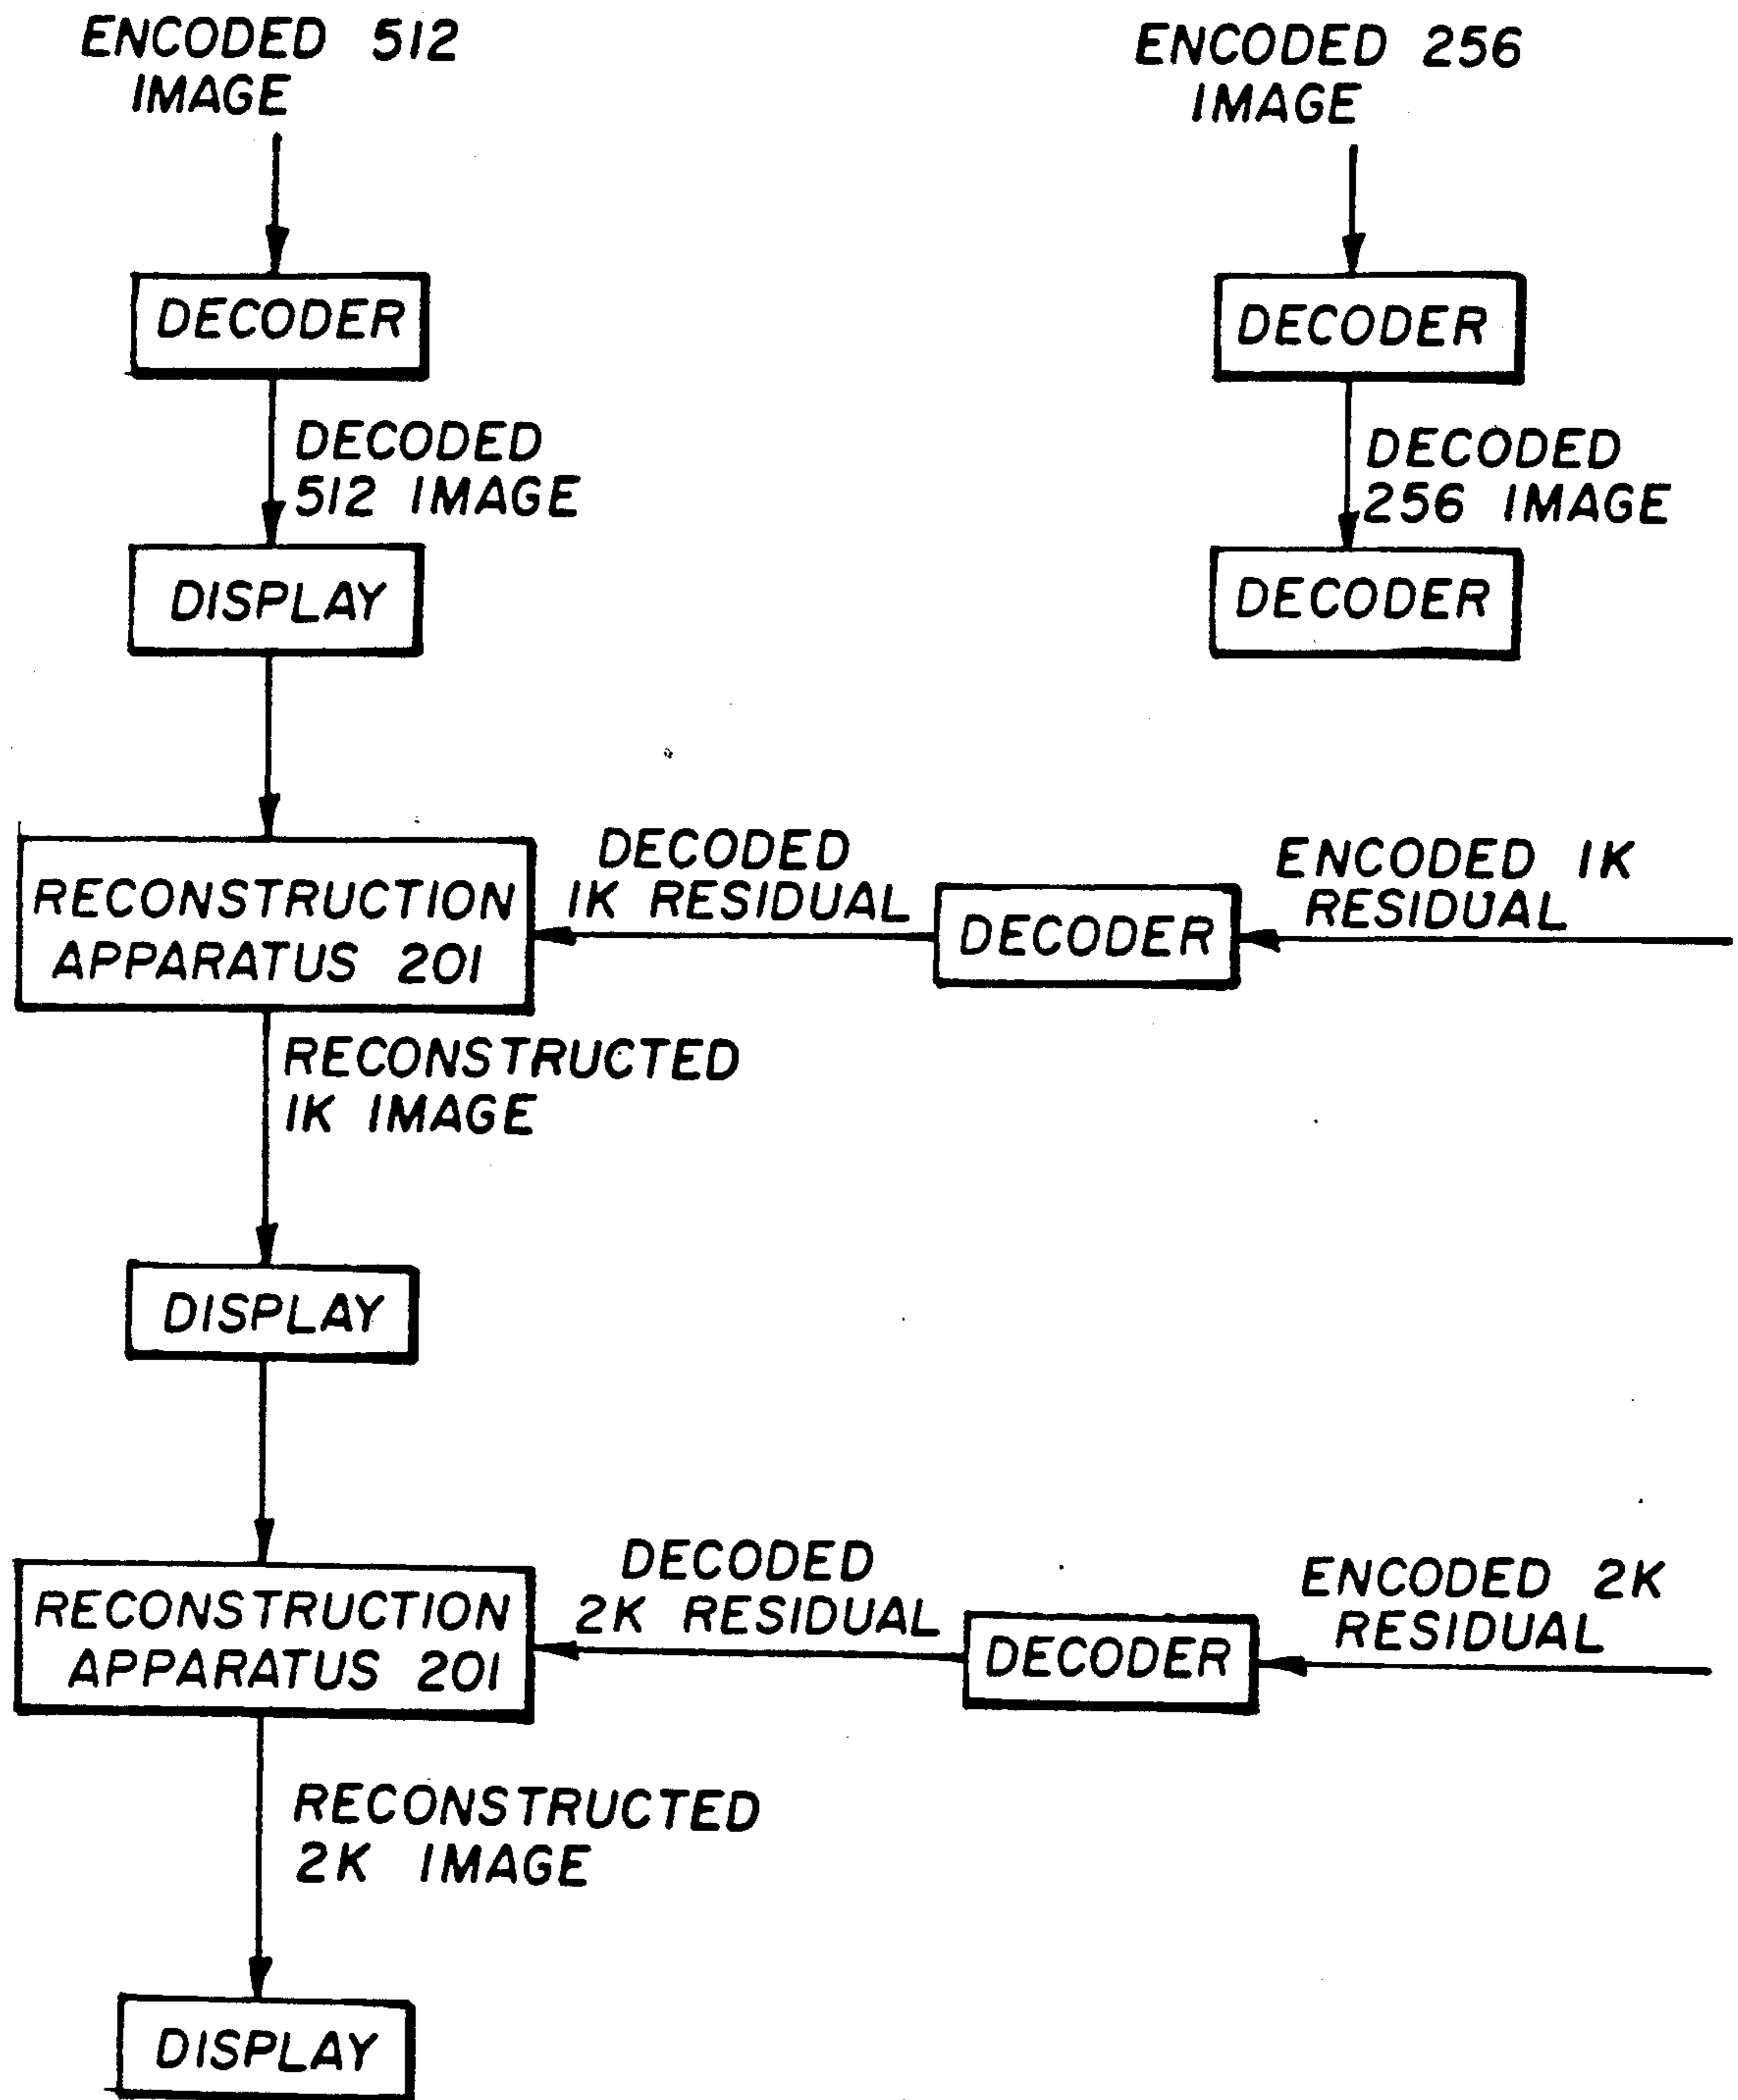 ENCODED 512
IMAGE
ENCODED 256
IMAGE
DECODER
DECODER
DECODED
512 IMAGE
DECODED
256 IMAGE
DISPLAY
DECODER
RECONSTRUCTION
APPARATUS 201
DECODED
1K RESIDUAL
DECODER
ENCODED 1K
RESIDUAL
RECONSTRUCTED
1K IMAGE
DISPLAY
RECONSTRUCTION
APPARATUS 201
DECODED
2K RESIDUAL
DECODER
ENCODED 2K
RESIDUAL
RECONSTRUCTED
2K IMAGE
DISPLAY